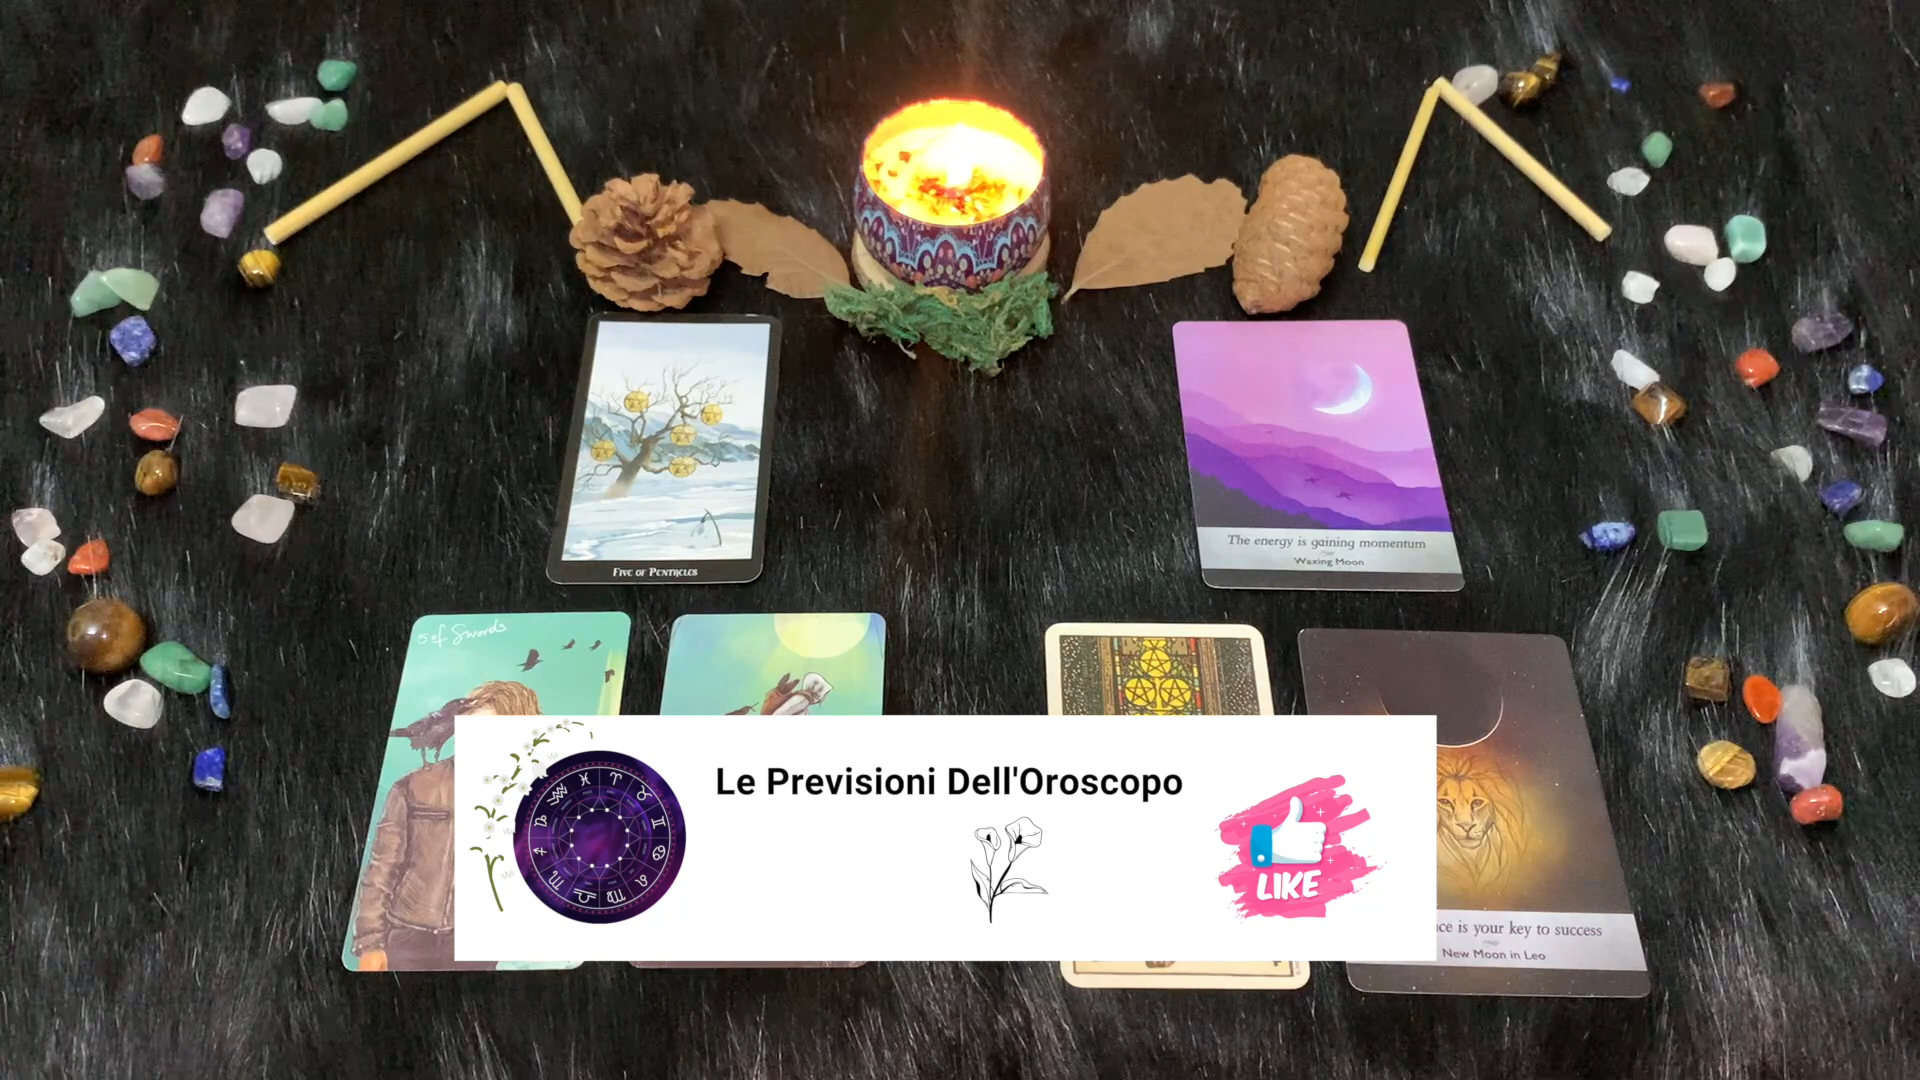 Five of Pentacles
The energy is gaining momentum
Waxing Moon
5 of Swords
Le Previsioni Dell'Oroscopo
LIKE
is your key to success
New Moon in Leo